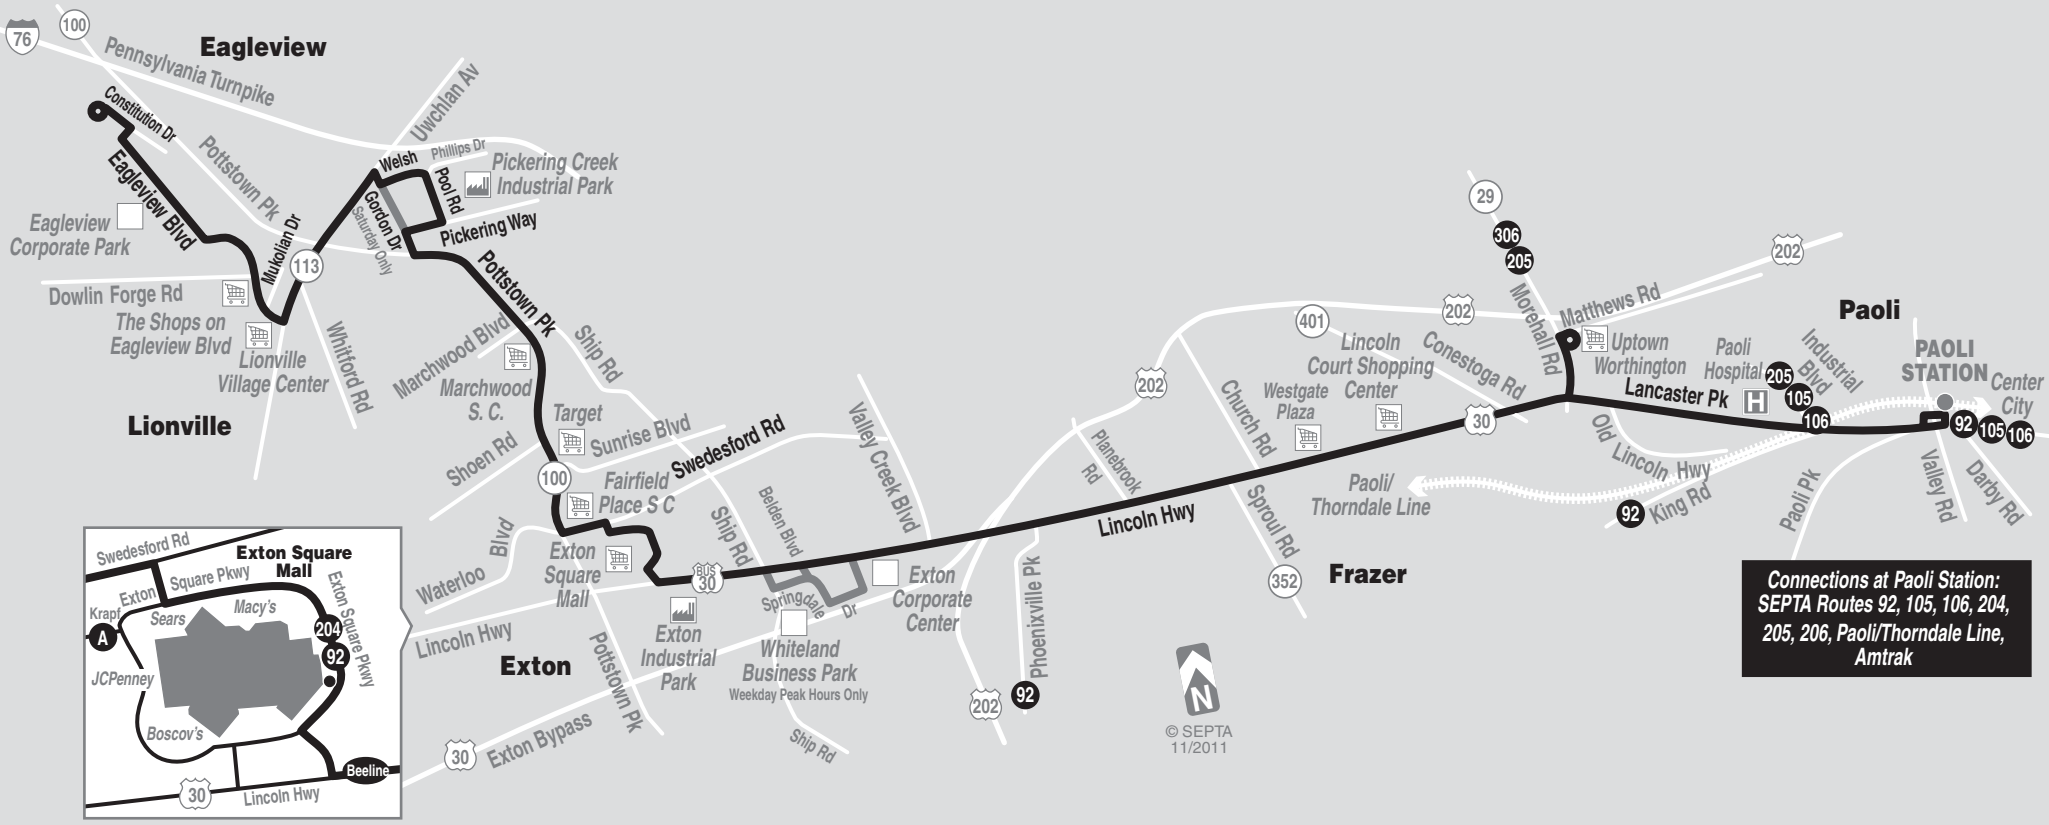 76
100
Eagleview
Pennsylvania Turnpike
Constitution Dr
Pottstown Pk
Uwchlan Av
Welsh
Phillips Dr
Pool Rd
Pickering Creek
Industrial Park
Gordon Dr
Saturday Only
Pickering Way
Eagleview Blvd
Eagleview
Corporate Park
Mukolian Dr
113
Dowlin Forge Rd
The Shops on
Eagleview Blvd
Lionville
Village Center
Whitford Rd
Lionville
Pottstown Pk
Marchwood Blvd
Marchwood
S. C.
Ship Rd
Target
Sunrise Blvd
Shoen Rd
100
Fairfield
Place S C
Swedesford Rd
Valley Creek Blvd
Belden Blvd
Ship Rd
Waterloo
Blvd
Exton
Square
Mall
BUS
30
Lincoln Hwy
Exton
Pottstown Pk
Exton
Industrial
Park
Springdale
Dr
Whiteland
Business Park
Weekday Peak Hours Only
Exton
Corporate
Center
Ship Rd
30
Exton Bypass
202
92
Phoenixville Pk
202
Planebrook
Rd
Lincoln Hwy
Church Rd
Sproul Rd
352
Frazer
401
Lincoln
Court Shopping
Center
Westgate
Plaza
Conestoga Rd
202
30
Paoli/
Thorndale Line
29
306
205
Morehall Rd
Matthews Rd
202
Uptown
Worthington
Paoli
Paoli
Hospital
H
205
105
106
Industrial
Blvd
Lancaster Pk
PAOLI
STATION
Center
City
92
105
106
Old
Lincoln Hwy
92
King Rd
Paoli Pk
Valley Rd
Darby Rd
Connections at Paoli Station:
SEPTA Routes 92, 105, 106, 204,
205, 206, Paoli/Thorndale Line,
Amtrak
N
© SEPTA
11/2011
Swedesford Rd
Exton Square
Mall
Exton
Square Pkwy
Exton Square Pkwy
Krapf
A
Sears
Macy's
204
92
JCPenney
Boscov's
Beeline
30
Lincoln Hwy